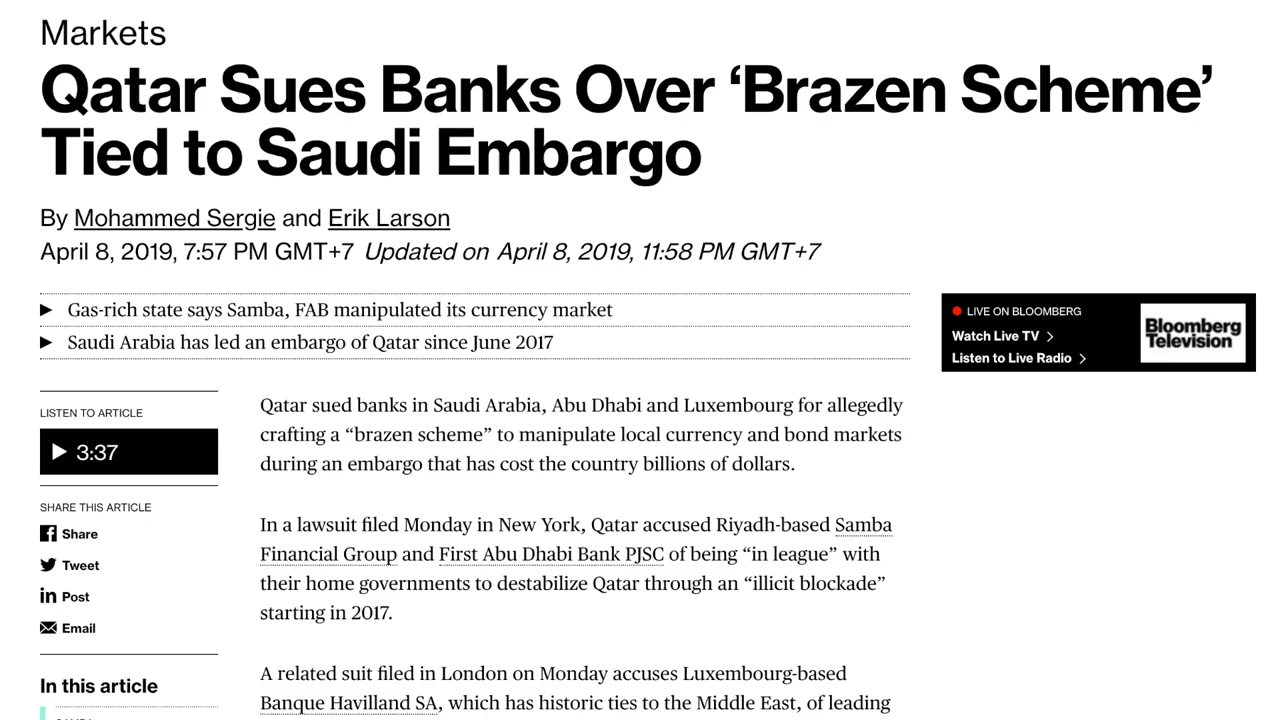 Markets
Qatar Sues Banks Over ‘Brazen Scheme’
Tied to Saudi Embargo
By Mohammed Sergie and Erik Larson
April 8, 2019, 7:57 PM GMT+7 Updated on April 8, 2019, 11:58 PM GMT+7
Gas-rich state says Samba, FAB manipulated its currency market
Saudi Arabia has led an embargo of Qatar since June 2017
LIVE ON BLOOMBERG
Watch Live TV
Listen to Live Radio
Bloomberg
Television
LISTEN TO ARTICLE
3:37
SHARE THIS ARTICLE
Share
Tweet
Post
Email
In this article
Qatar sued banks in Saudi Arabia, Abu Dhabi and Luxembourg for allegedly
crafting a “brazen scheme” to manipulate local currency and bond markets
during an embargo that has cost the country billions of dollars.
In a lawsuit filed Monday in New York, Qatar accused Riyadh-based Samba
Financial Group and First Abu Dhabi Bank PJSC of being “in league” with
their home governments to destabilize Qatar through an “illicit blockade”
starting in 2017.
A related suit filed in London on Monday accuses Luxembourg-based
Banque Havilland SA, which has historic ties to the Middle East, of leading